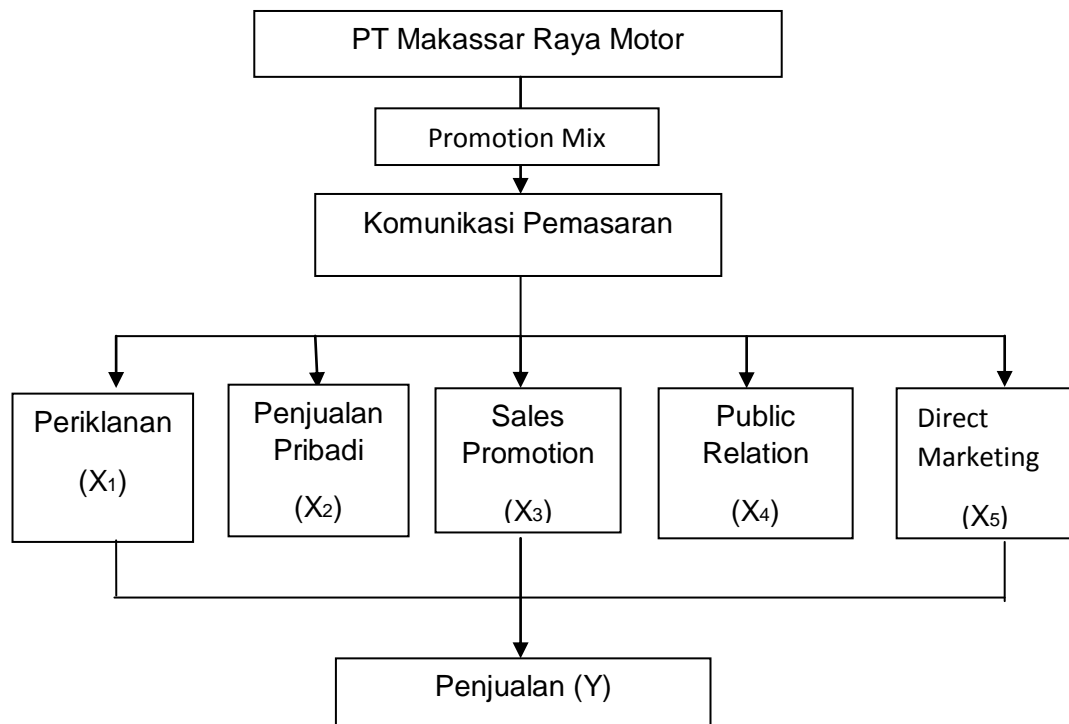 PT Makassar Raya Motor
Promotion Mix
Komunikasi Pemasaran
Periklanan
(X1)
Penjualan
Pribadi
(X2)
Sales
Promotion
(X3)
Public
Relation
(X4)
Direct
Marketing
(X5)
Penjualan (Y)